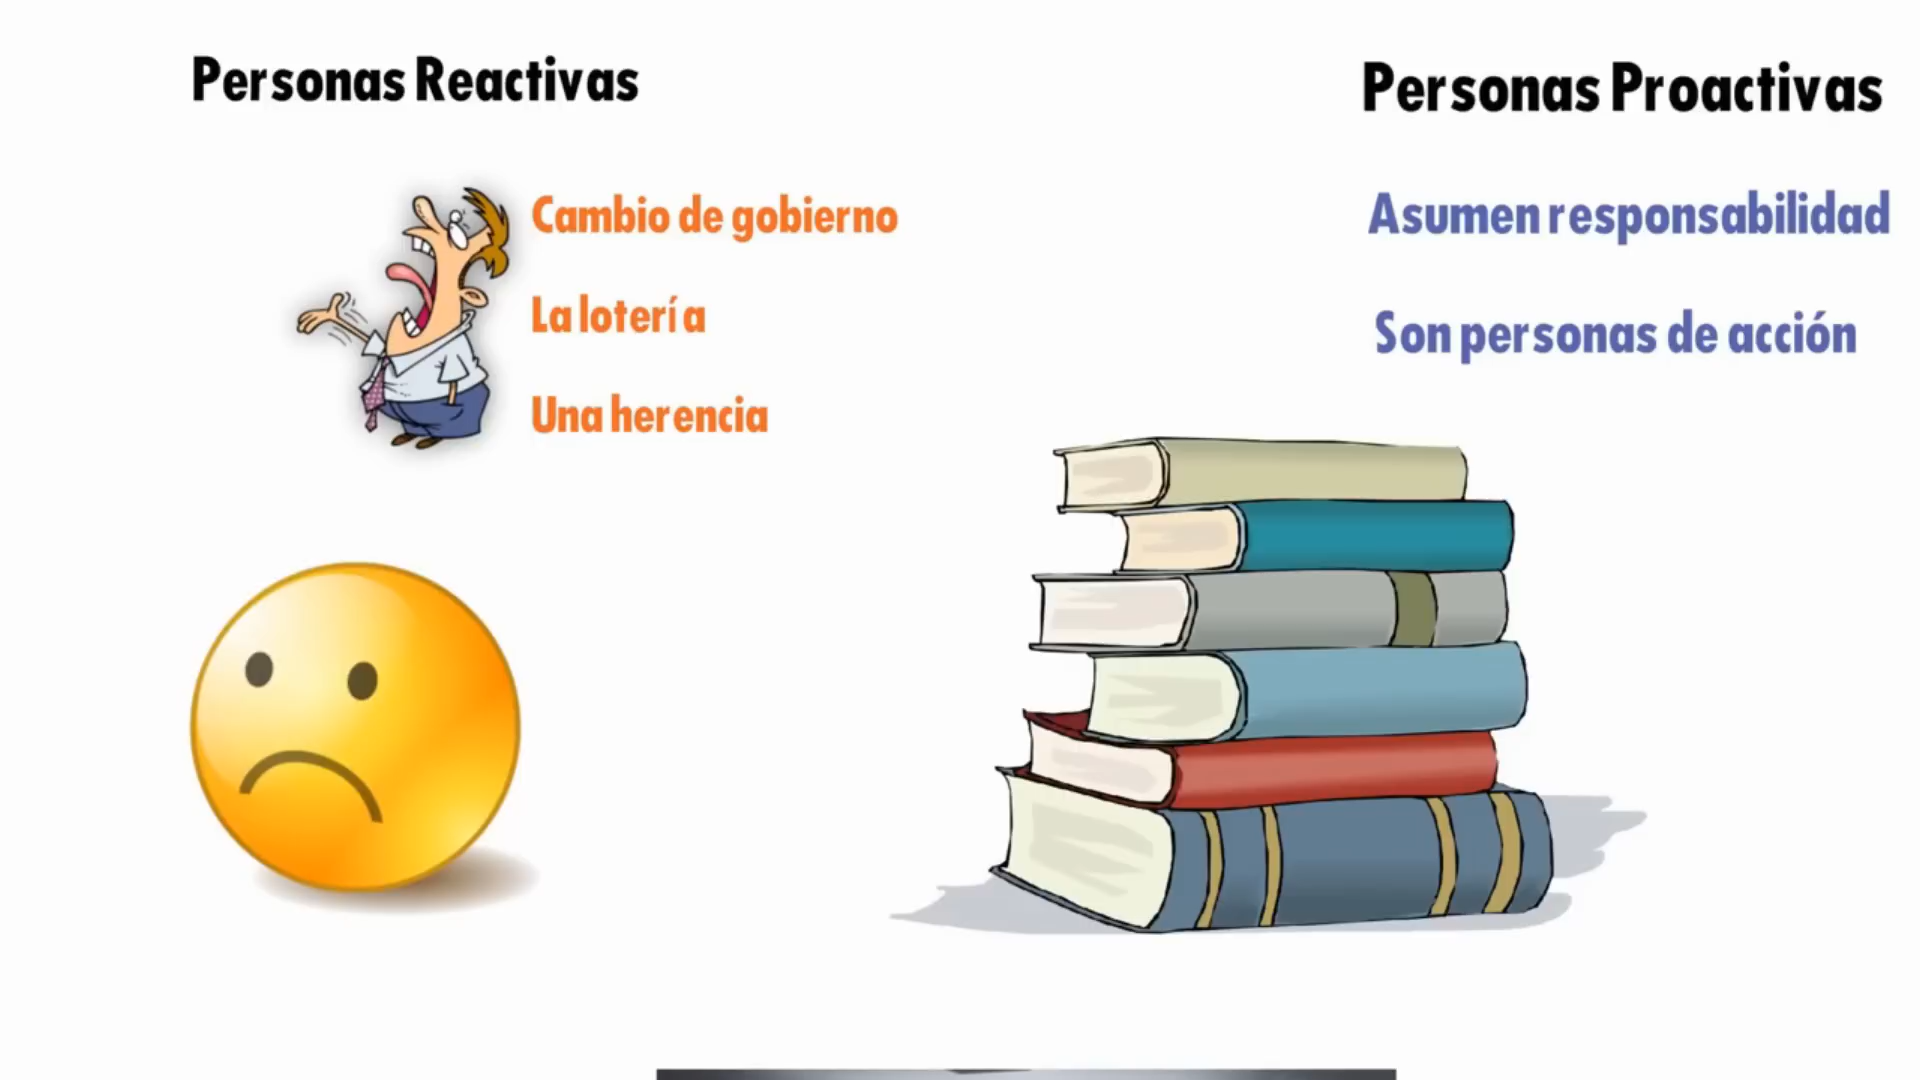 Personas Reactivas
Cambio de gobierno
La lotería
Una herencia
Personas Proactivas
Asumen responsabilidad
Son personas de acción